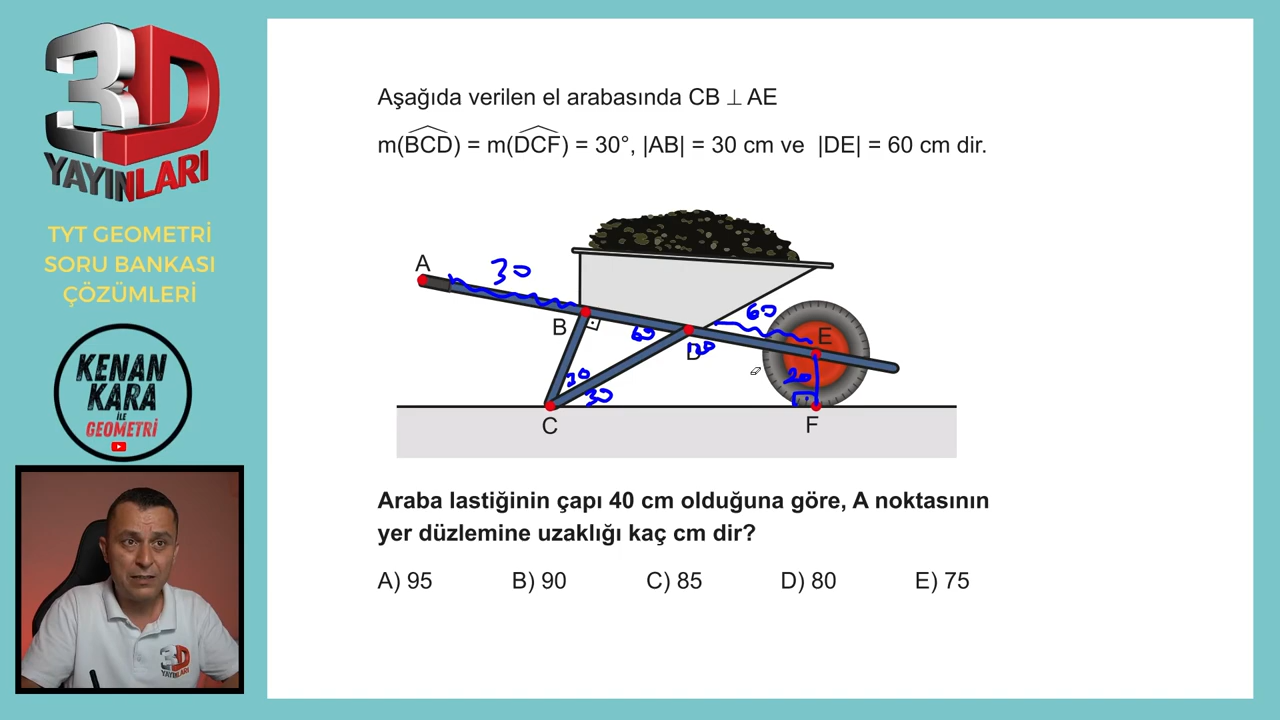 3D
YAYINLARI
TYT GEOMETRİ
SORU BANKASI
ÇÖZÜMLERİ
KENAN
KARA
İLE
GEOMETRİ
3D
YAYINLARI
Aşağıda verilen el arabasında CB ⊥ AE
m(BCD) = m(DCF) = 30°, |AB| = 30 cm ve |DE| = 60 cm dir.
A
30
B
60
D
120
60
E
20
30
30
C
F
Araba lastiğinin çapı 40 cm olduğuna göre, A noktasının
yer düzlemine uzaklığı kaç cm dir?
A) 95 B) 90 C) 85 D) 80 E) 75